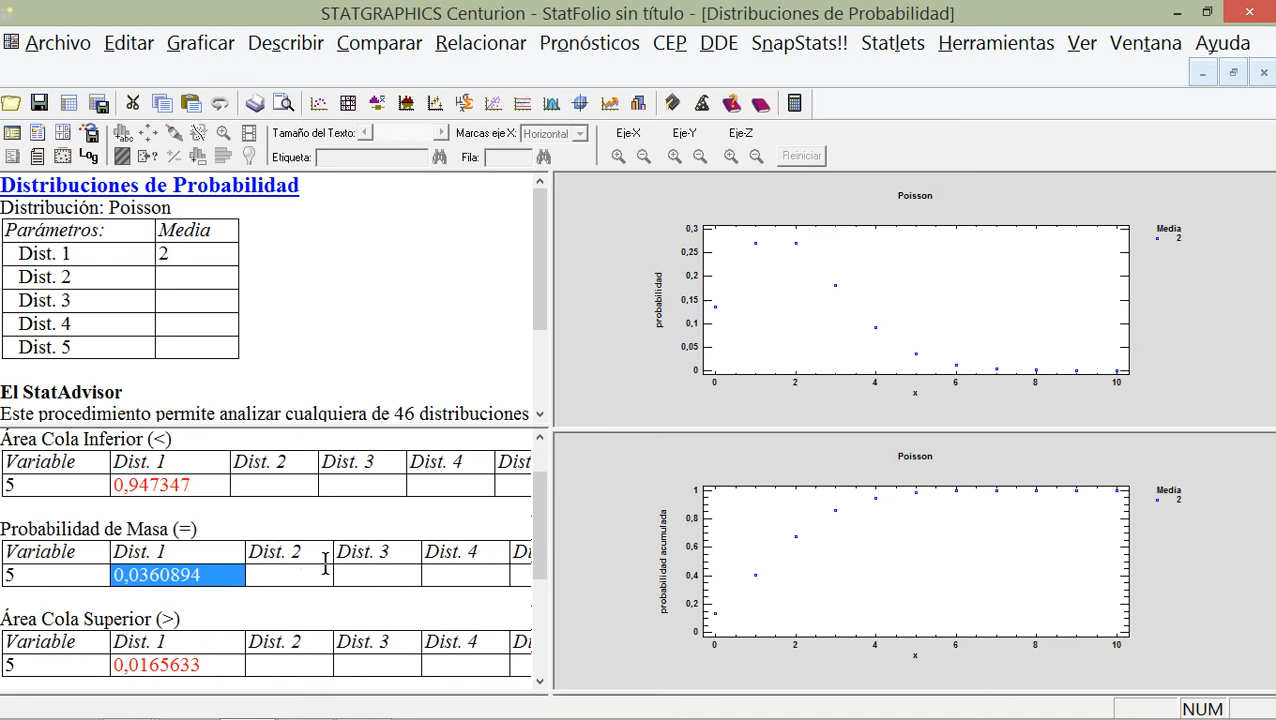 STATGRAPHICS Centurion - StatFolio sin título - [Distribuciones de Probabilidad]
Archivo Editar Graficar Describir Comparar Relacionar Pronósticos CEP DDE SnapStats!! StatLets Herramientas Ver Ventana Ayuda
Tamaño del Texto: Marcas eje X: Horizontal Eje-X Eje-Y Eje-Z
Log Etiqueta: Fila: Reiniciar
Distribuciones de Probabilidad
Distribución: Poisson
Parámetros: Media
Dist. 1 2
Dist. 2
Dist. 3
Dist. 4
Dist. 5
El StatAdvisor
Este procedimiento permite analizar cualquiera de 46 distribuciones
Área Cola Inferior (<)
Variable Dist. 1 Dist. 2 Dist. 3 Dist. 4 Dist
5 0,947347
Probabilidad de Masa (=)
Variable Dist. 1 Dist. 2 Dist. 3 Dist. 4 Di
5 0,0360894
Área Cola Superior (>)
Variable Dist. 1 Dist. 2 Dist. 3 Dist. 4 Di
5 0,0165633
Poisson
probabilidad
0,3
0,25
0,2
0,15
0,1
0,05
0
0 2 4 6 8 10
x
Media
2
Poisson
probabilidad acumulada
1
0,8
0,6
0,4
0,2
0
0 2 4 6 8 10
x
Media
2
NUM